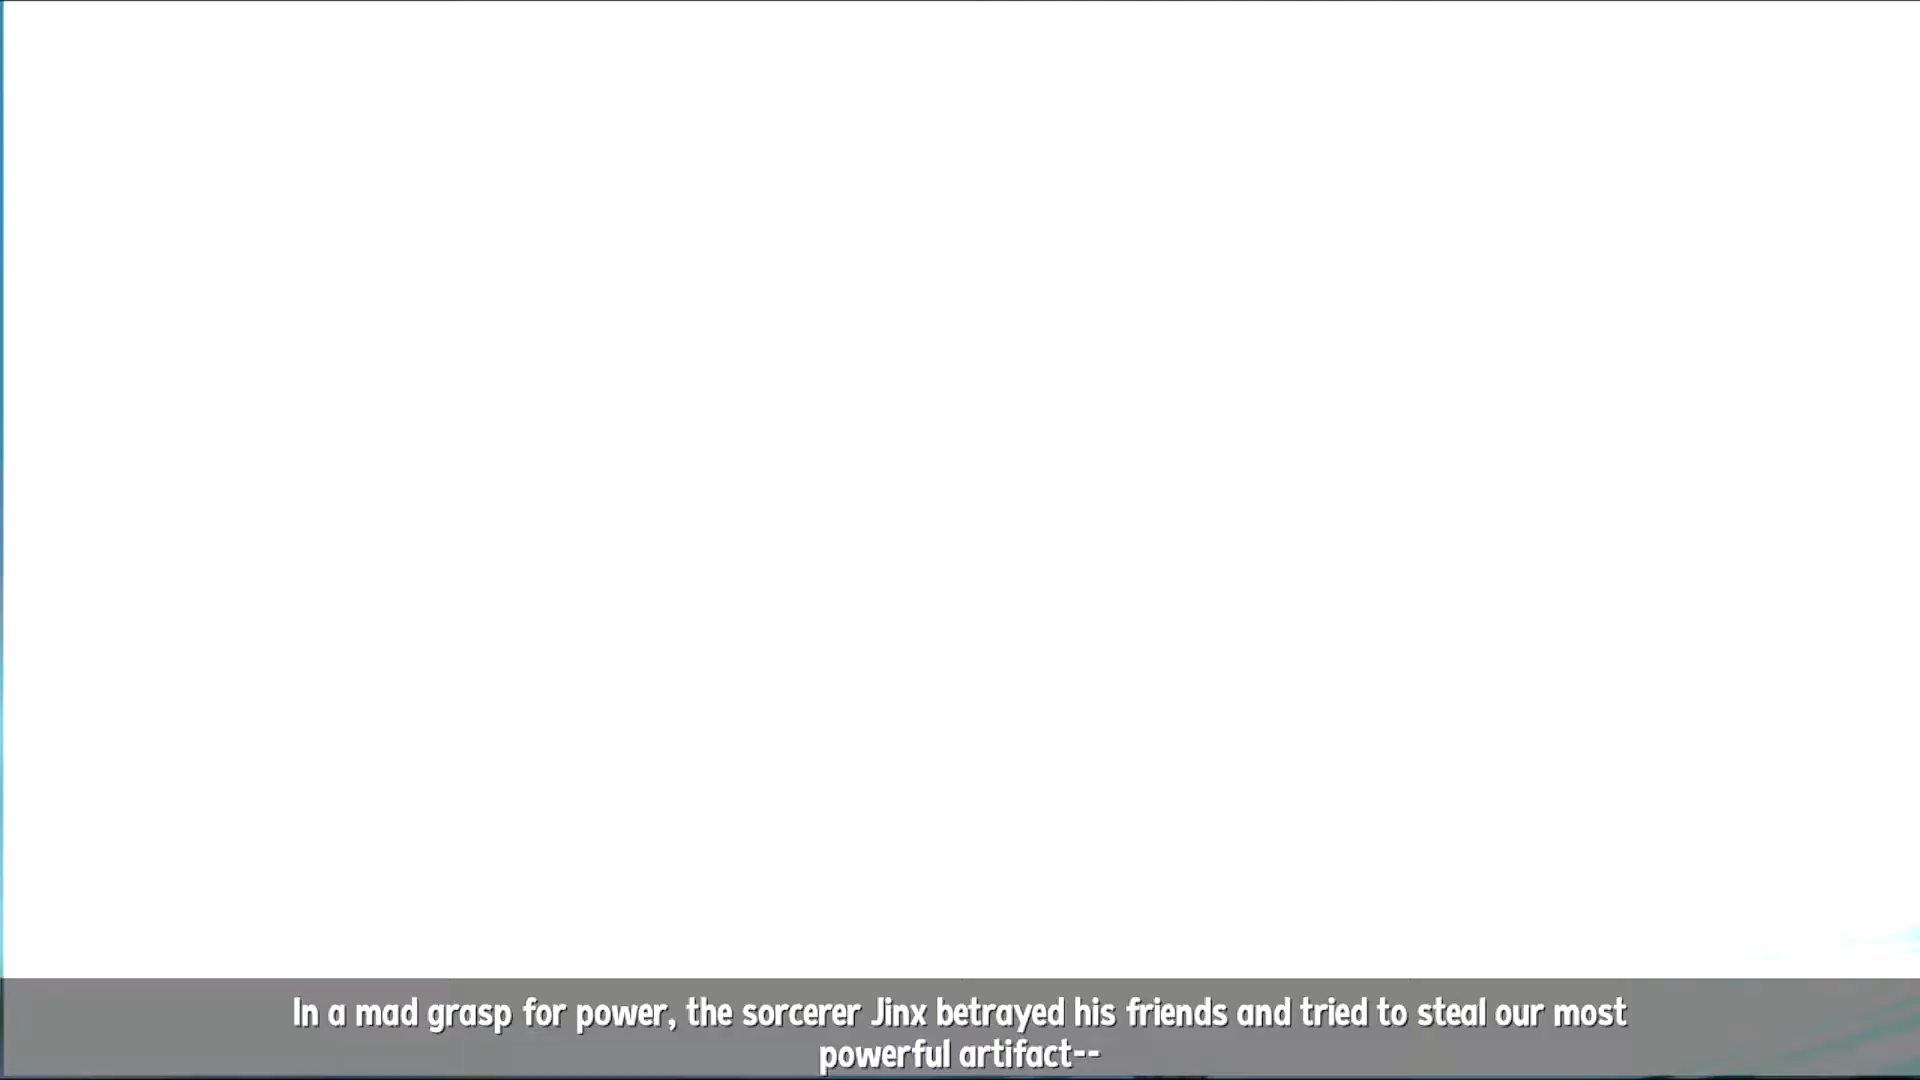 In a mad grasp for power, the sorcerer Jinx betrayed his friends and tried to steal our most
powerful artifact--